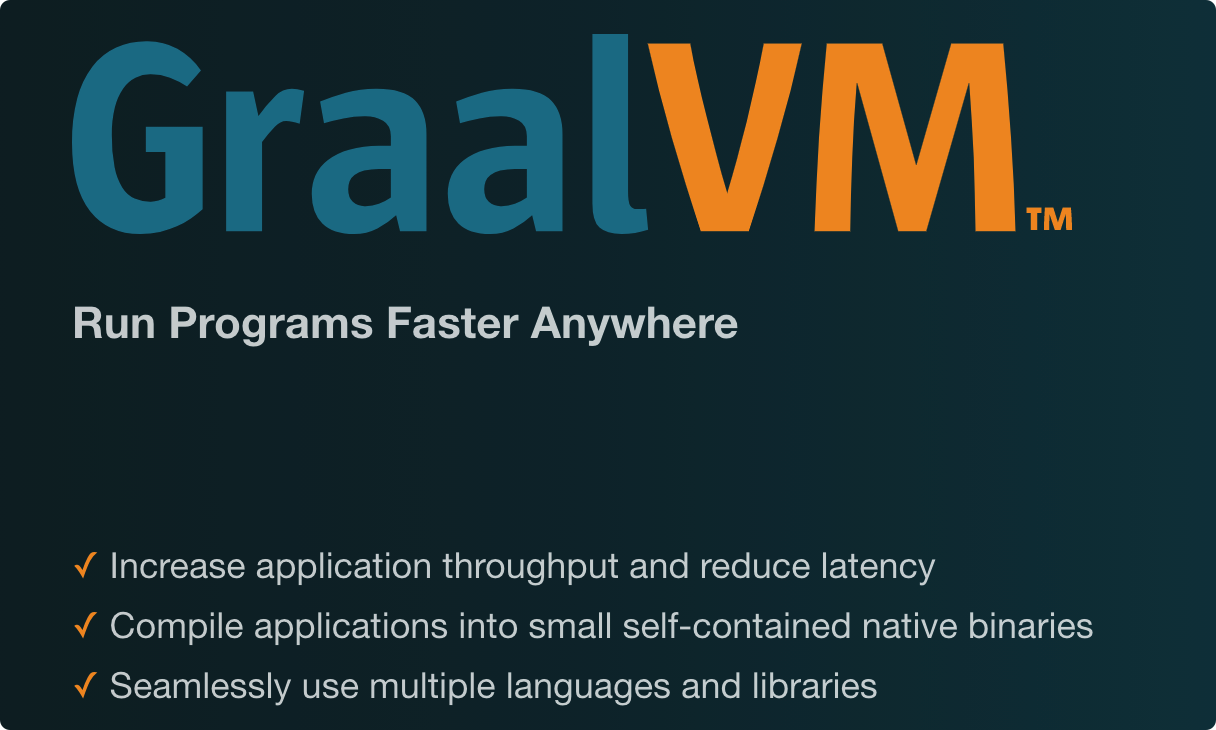 GraalVM™
Run Programs Faster Anywhere
✓ Increase application throughput and reduce latency
✓ Compile applications into small self-contained native binaries
✓ Seamlessly use multiple languages and libraries